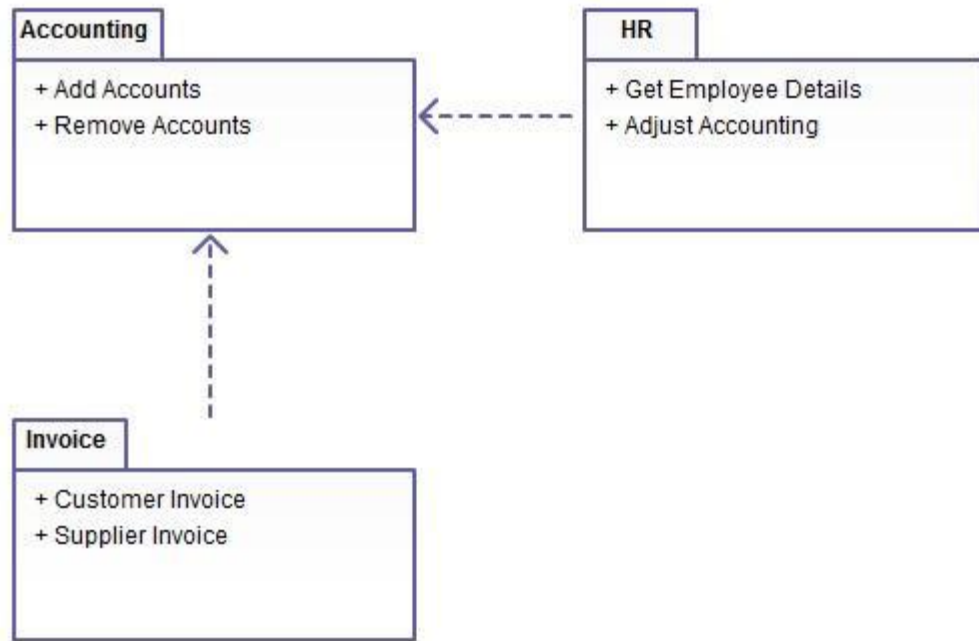 Accounting
+ Add Accounts
+ Remove Accounts
HR
+ Get Employee Details
+ Adjust Accounting
Invoice
+ Customer Invoice
+ Supplier Invoice